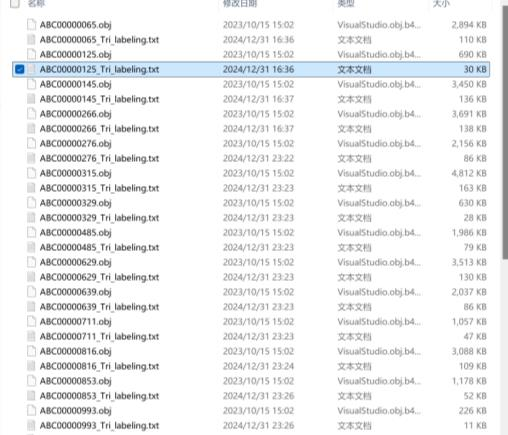 名称 修改日期 类型 大小
ABC00000065.obj 2023/10/15 15:02 VisualStudio.obj.b4... 2,894 KB
ABC00000065_Tri_labeling.txt 2024/12/31 16:36 文本文档 110 KB
ABC00000125.obj 2023/10/15 15:02 VisualStudio.obj.b4... 690 KB
ABC00000125_Tri_labeling.txt 2024/12/31 16:36 文本文档 30 KB
ABC00000145.obj 2023/10/15 15:02 VisualStudio.obj.b4... 3,450 KB
ABC00000145_Tri_labeling.txt 2024/12/31 16:37 文本文档 136 KB
ABC00000266.obj 2023/10/15 15:02 VisualStudio.obj.b4... 3,691 KB
ABC00000266_Tri_labeling.txt 2024/12/31 16:37 文本文档 138 KB
ABC00000276.obj 2023/10/15 15:02 VisualStudio.obj.b4... 2,156 KB
ABC00000276_Tri_labeling.txt 2024/12/31 23:22 文本文档 86 KB
ABC00000315.obj 2023/10/15 15:02 VisualStudio.obj.b4... 4,812 KB
ABC00000315_Tri_labeling.txt 2024/12/31 23:23 文本文档 163 KB
ABC00000329.obj 2023/10/15 15:02 VisualStudio.obj.b4... 630 KB
ABC00000329_Tri_labeling.txt 2024/12/31 23:23 文本文档 28 KB
ABC00000485.obj 2023/10/15 15:02 VisualStudio.obj.b4... 1,986 KB
ABC00000485_Tri_labeling.txt 2024/12/31 23:23 文本文档 79 KB
ABC00000629.obj 2023/10/15 15:02 VisualStudio.obj.b4... 3,513 KB
ABC00000629_Tri_labeling.txt 2024/12/31 23:23 文本文档 130 KB
ABC00000639.obj 2023/10/15 15:02 VisualStudio.obj.b4... 2,037 KB
ABC00000639_Tri_labeling.txt 2024/12/31 23:23 文本文档 86 KB
ABC00000711.obj 2023/10/15 15:02 VisualStudio.obj.b4... 1,057 KB
ABC00000711_Tri_labeling.txt 2024/12/31 23:23 文本文档 47 KB
ABC00000816.obj 2023/10/15 15:02 VisualStudio.obj.b4... 3,088 KB
ABC00000816_Tri_labeling.txt 2024/12/31 23:24 文本文档 109 KB
ABC00000853.obj 2023/10/15 15:02 VisualStudio.obj.b4... 1,178 KB
ABC00000853_Tri_labeling.txt 2024/12/31 23:26 文本文档 52 KB
ABC00000993.obj 2023/10/15 15:02 VisualStudio.obj.b4... 226 KB
ABC00000993_Tri_labeling.txt 2024/12/31 23:26 文本文档 11 KB